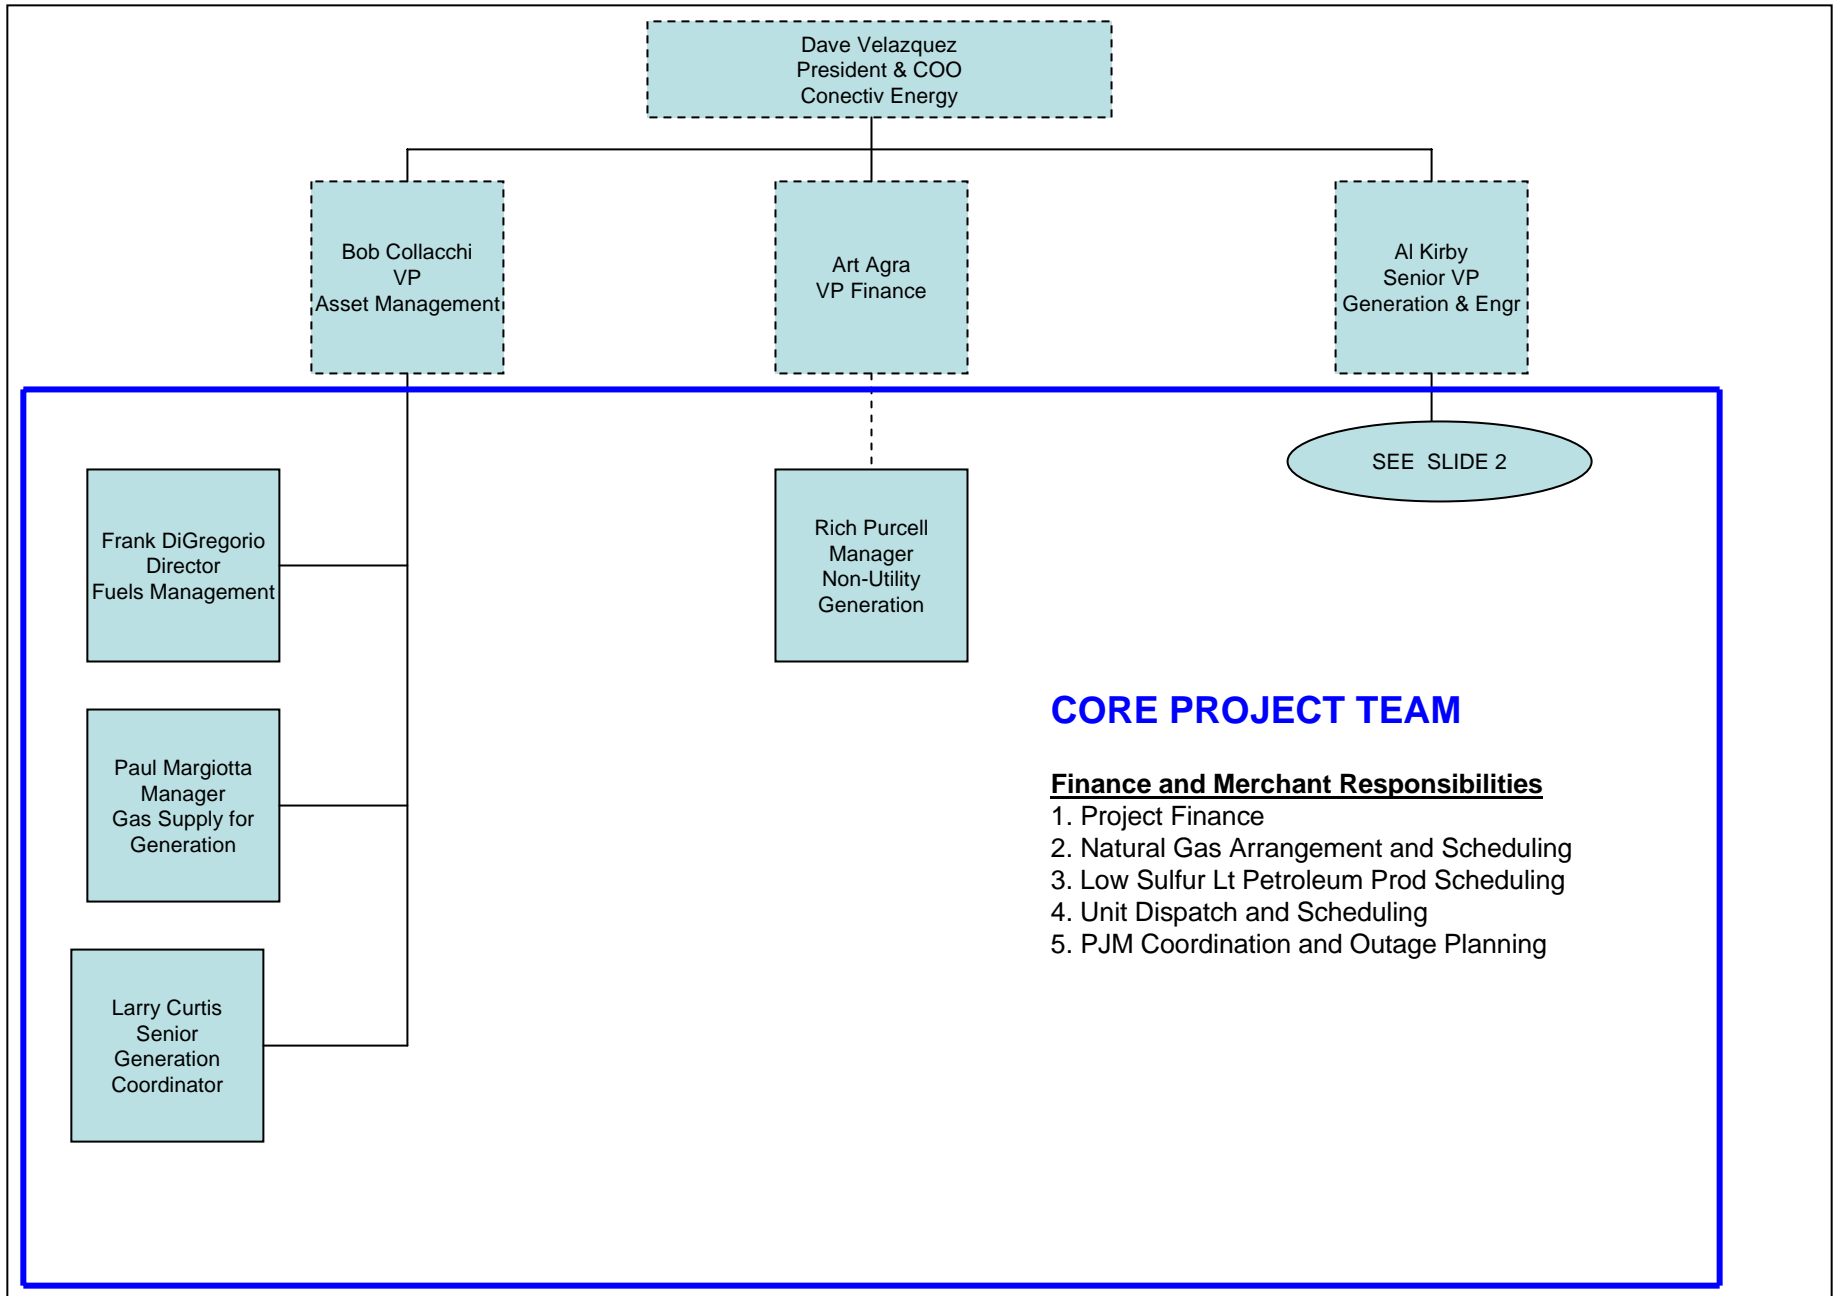 Dave Velazquez
President & COO
Conectiv Energy
Bob Collacchi
VP
Asset Management
Art Agra
VP Finance
Al Kirby
Senior VP
Generation & Engr
SEE SLIDE 2
Frank DiGregorio
Director
Fuels Management
Rich Purcell
Manager
Non-Utility
Generation
Paul Margiotta
Manager
Gas Supply for
Generation
Larry Curtis
Senior
Generation
Coordinator
CORE PROJECT TEAM
Finance and Merchant Responsibilities
1. Project Finance
2. Natural Gas Arrangement and Scheduling
3. Low Sulfur Lt Petroleum Prod Scheduling
4. Unit Dispatch and Scheduling
5. PJM Coordination and Outage Planning